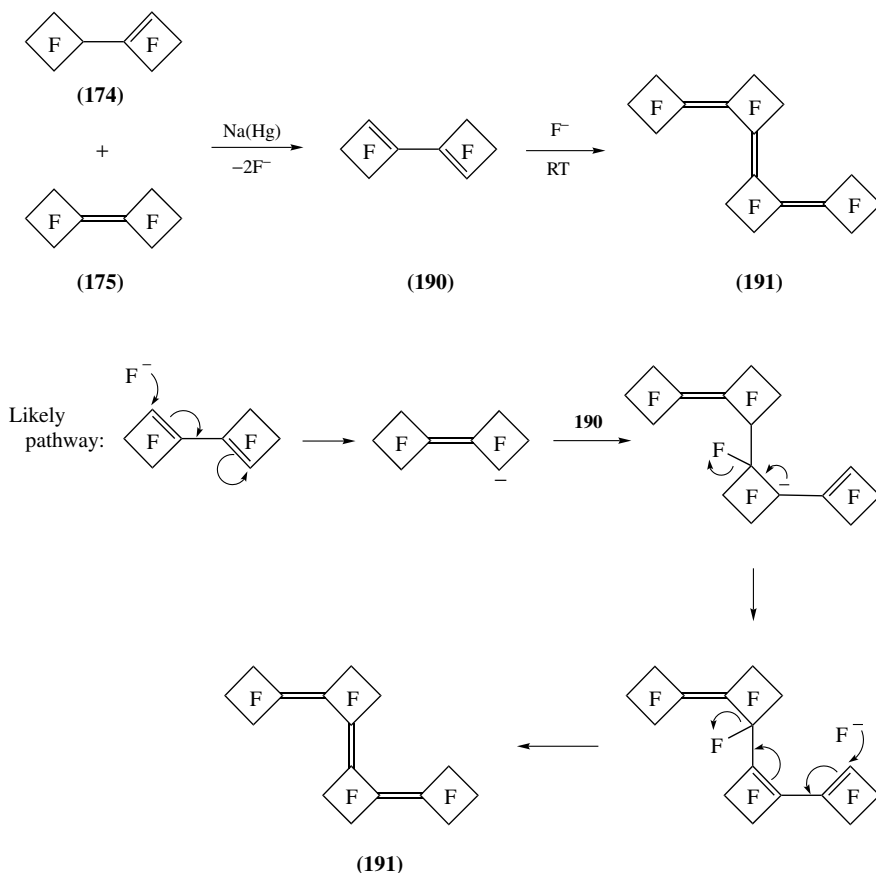 F F
(174)
+
F F
(175)
Na(Hg)
−2F−
F F
(190)
F−
RT
F F
F F
(191)
Likely
pathway:
F−
F F
F F
−
190
F F
F
F − F
F F
F
F−
F F
F F
F F
(191)